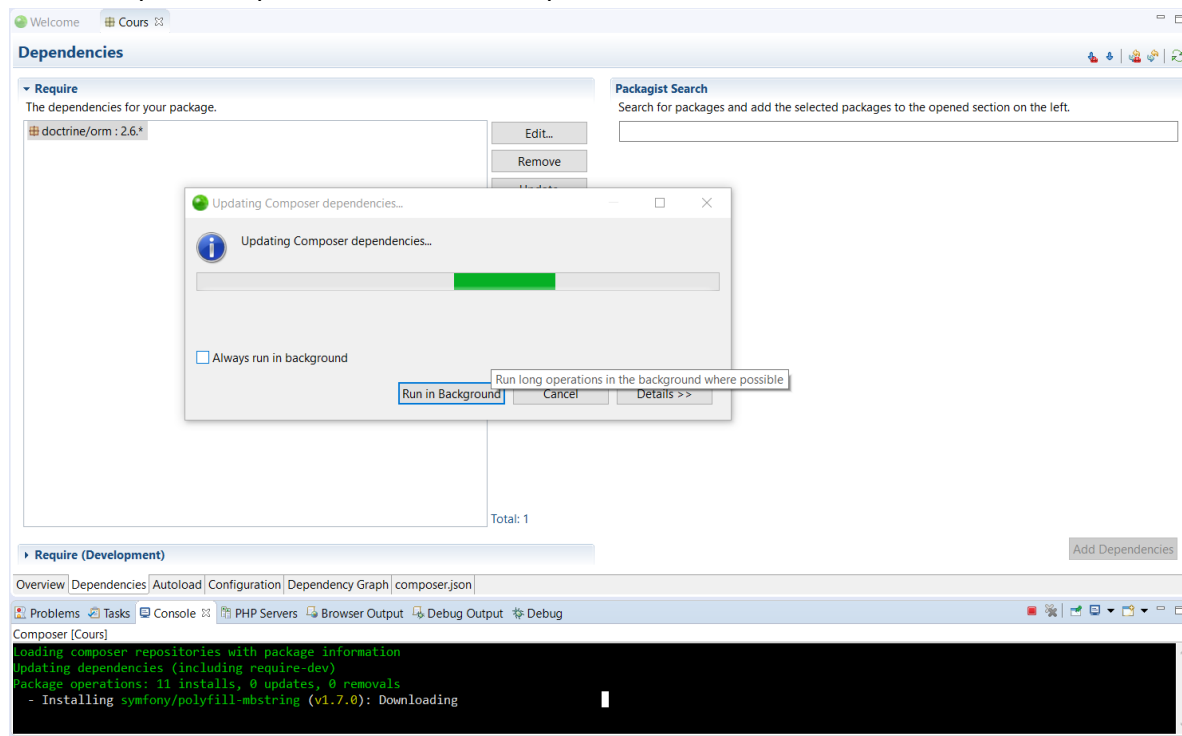 Welcome Cours
Dependencies
Require
The dependencies for your package.
doctrine/orm : 2.6.*
Edit...
Remove
Packagist Search
Search for packages and add the selected packages to the opened section on the left.
Updating Composer dependencies...
Updating Composer dependencies...
Always run in background
Run long operations in the background where possible
Run in Background Cancel Details >>
Total: 1
Require (Development)
Add Dependencies
Overview Dependencies Autoload Configuration Dependency Graph composer.json
Problems Tasks Console PHP Servers Browser Output Debug Output Debug
Composer [Cours]
Loading composer repositories with package information
Updating dependencies (including require-dev)
Package operations: 11 installs, 0 updates, 0 removals
- Installing symfony/polyfill-mbstring (v1.7.0): Downloading